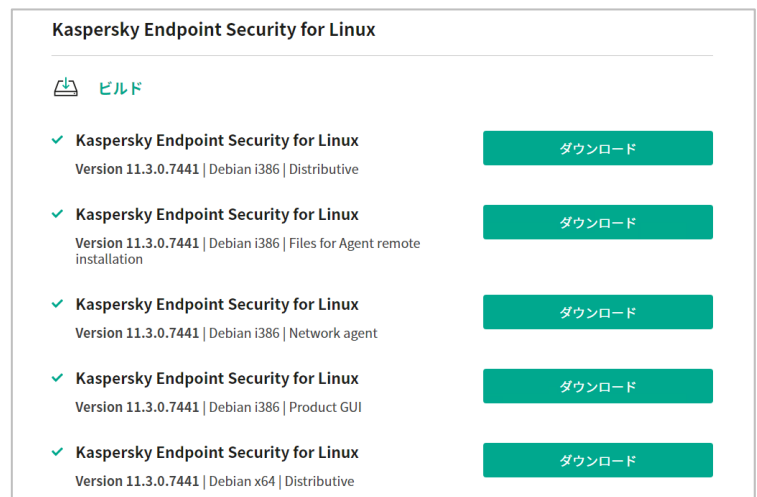 Kaspersky Endpoint Security for Linux
ビルド
Kaspersky Endpoint Security for Linux
ダウンロード
Version 11.3.0.7441 | Debian i386 | Distributive
Kaspersky Endpoint Security for Linux
ダウンロード
Version 11.3.0.7441 | Debian i386 | Files for Agent remote
installation
Kaspersky Endpoint Security for Linux
ダウンロード
Version 11.3.0.7441 | Debian i386 | Network agent
Kaspersky Endpoint Security for Linux
ダウンロード
Version 11.3.0.7441 | Debian i386 | Product GUI
Kaspersky Endpoint Security for Linux
ダウンロード
Version 11.3.0.7441 | Debian x64 | Distributive